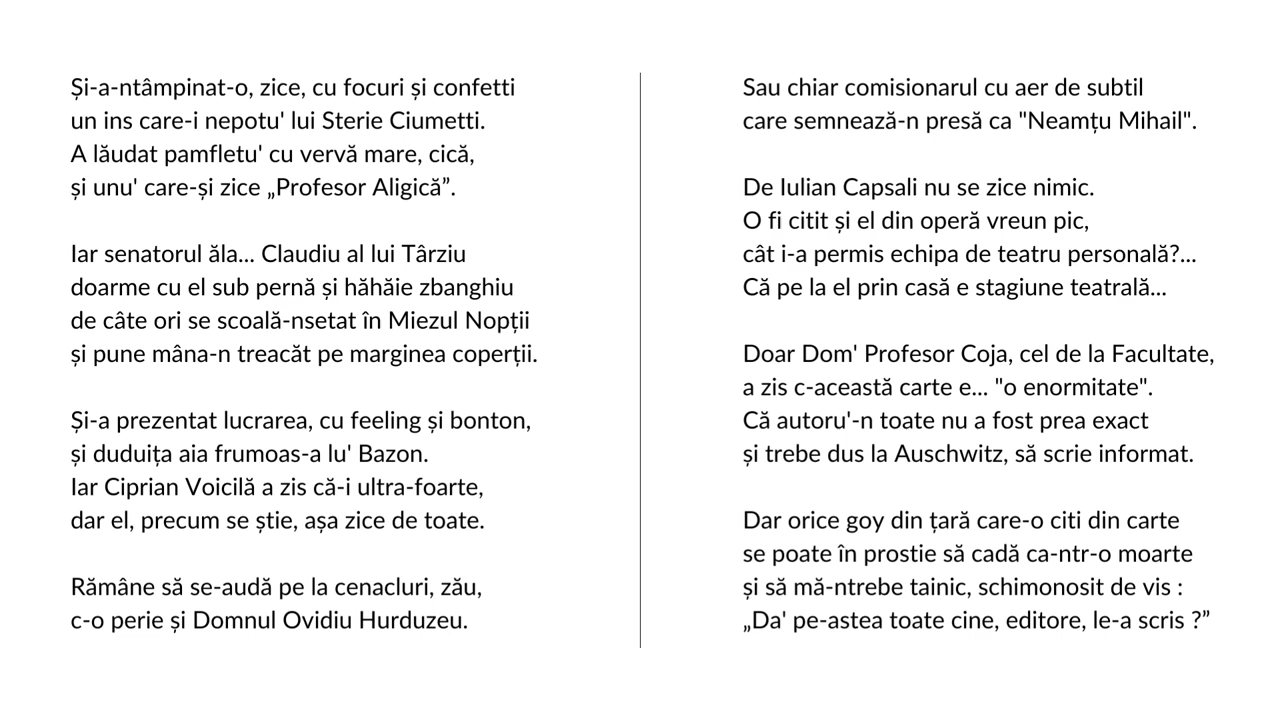 Și-a-ntâmpinat-o, zice, cu focuri și confetti
un ins care-i nepotu' lui Sterie Ciumetti.
A lăudat pamfletu' cu vervă mare, cică,
și unu' care-și zice „Profesor Aligică”.
Iar senatorul ăla... Claudiu al lui Târziu
doarme cu el sub pernă și hăhăie zbanghiu
de câte ori se scoală-nsetat în Miezul Nopții
și pune mâna-n treacăt pe marginea coperții.
Și-a prezentat lucrarea, cu feeling și bonton,
și duduița aia frumoas-a lu' Bazon.
Iar Ciprian Voicilă a zis că-i ultra-foarte,
dar el, precum se știe, așa zice de toate.
Rămâne să se-audă pe la cenacluri, zău,
c-o perie și Domnul Ovidiu Hurduzeu.
Sau chiar comisionarul cu aer de subtil
care semnează-n presă ca "Neamțu Mihail".
De Iulian Capsali nu se zice nimic.
O fi citit și el din operă vreun pic,
cât i-a permis echipa de teatru personală?...
Că pe la el prin casă e stagiune teatrală...
Doar Dom' Profesor Coja, cel de la Facultate,
a zis c-această carte e... "o enormitate".
Că autoru'-n toate nu a fost prea exact
și trebe dus la Auschwitz, să scrie informat.
Dar orice goy din țară care-o citi din carte
se poate în prostie să cadă ca-ntr-o moarte
și să mă-ntrebe tainic, schimonosit de vis :
„Da' pe-astea toate cine, editore, le-a scris ?”